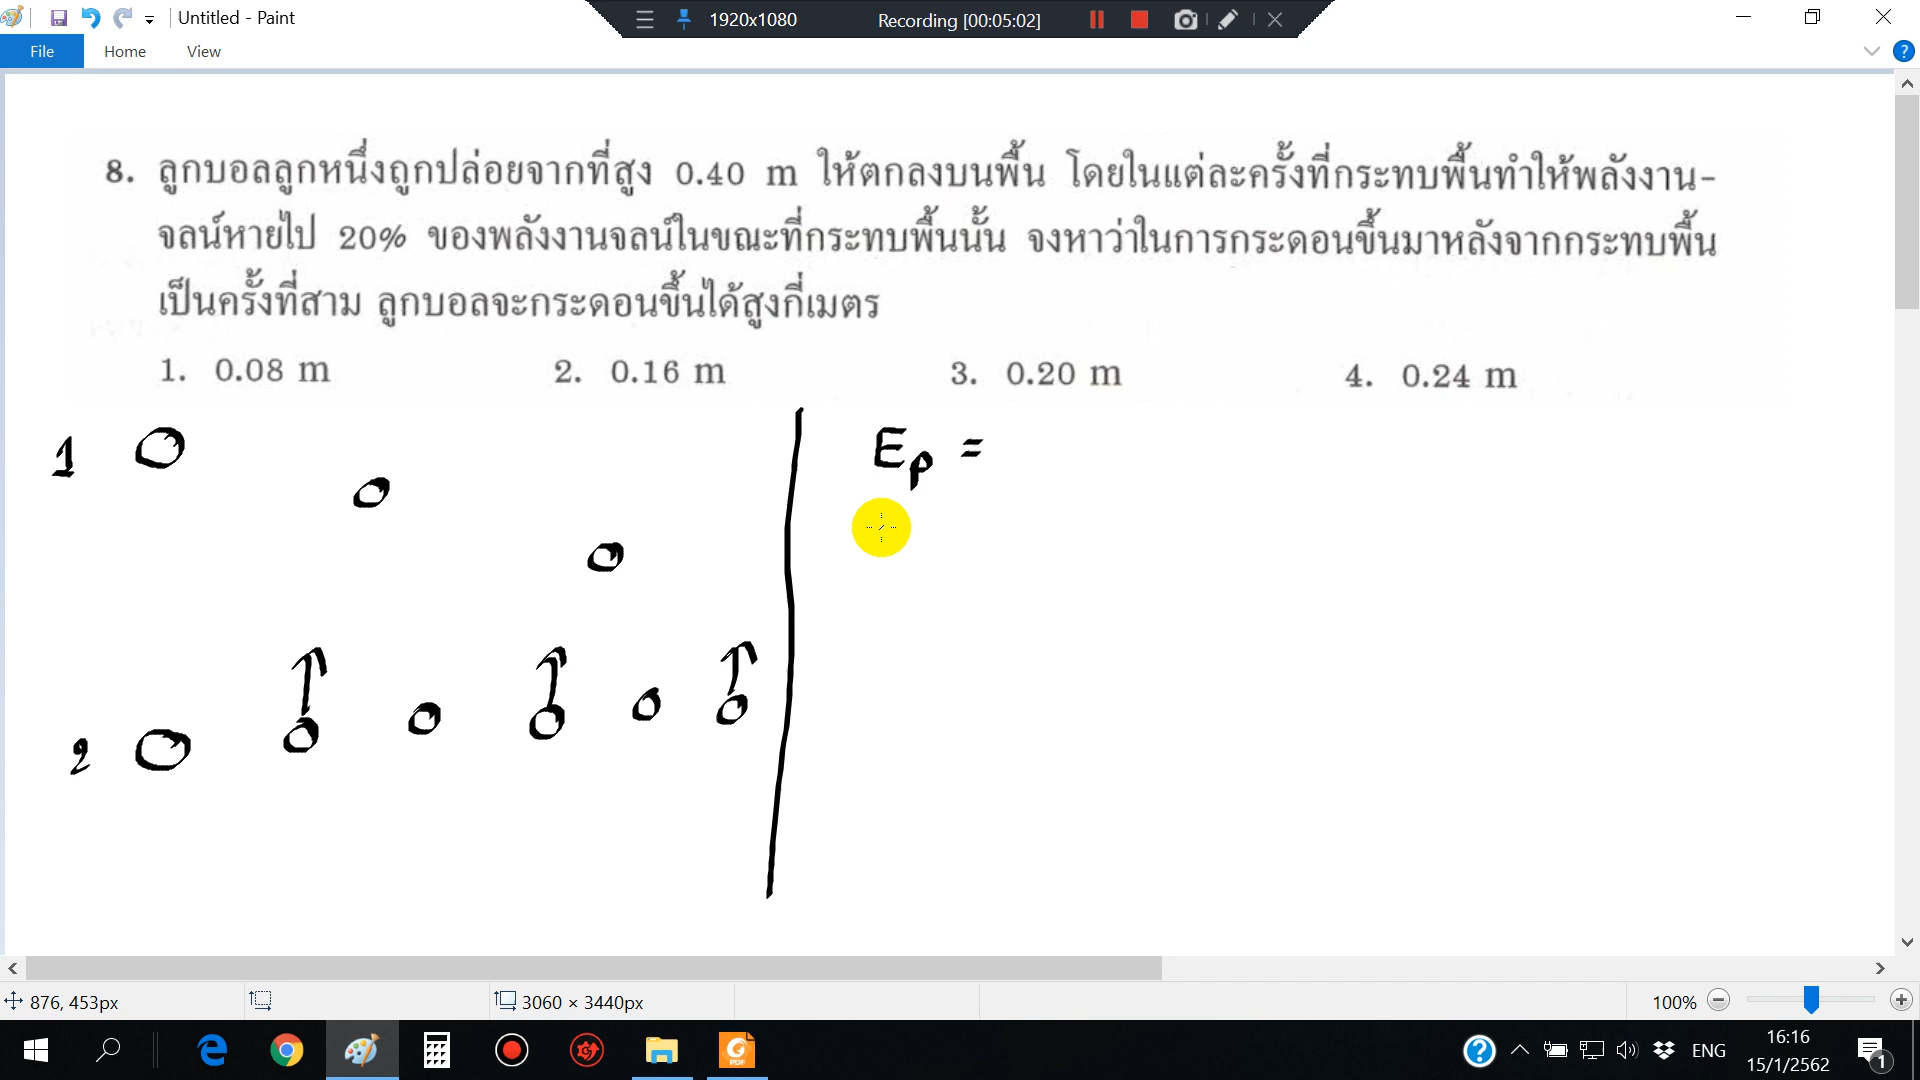 Untitled - Paint
1920x1080
Recording [00:05:02]
File
Home
View
8. ลูกบอลลูกหนึ่งถูกปล่อยจากที่สูง 0.40 m ให้ตกลงบนพื้น โดยในแต่ละครั้งที่กระทบพื้นทำให้พลังงาน-
จลน์หายไป 20% ของพลังงานจลน์ในขณะที่กระทบพื้นนั้น จงหาว่าในการกระดอนขึ้นมาหลังจากกระทบพื้น
เป็นครั้งที่สาม ลูกบอลจะกระดอนขึ้นได้สูงกี่เมตร
1. 0.08 m
2. 0.16 m
3. 0.20 m
4. 0.24 m
1
Ep =
2
876, 453px
3060 × 3440px
100%
PDF
ENG
16:16
15/1/2562
1